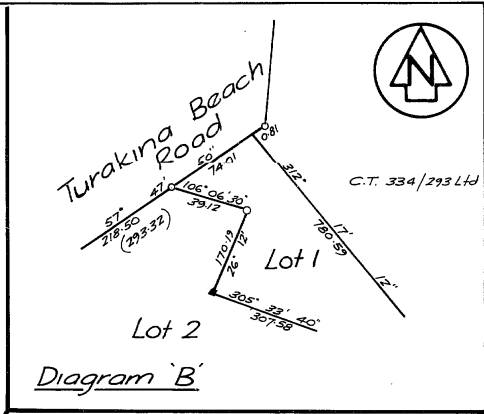 N
Turakina Beach
Road
0.81
57° 47' 50"
218.50
74.01
(293.32)
106° 06' 30"
39.12
312° 17' 12"
780.59
C.T. 334/293 Ltd
170.19
26° 12'
Lot 1
305° 33' 40"
307.58
Lot 2
Diagram 'B'